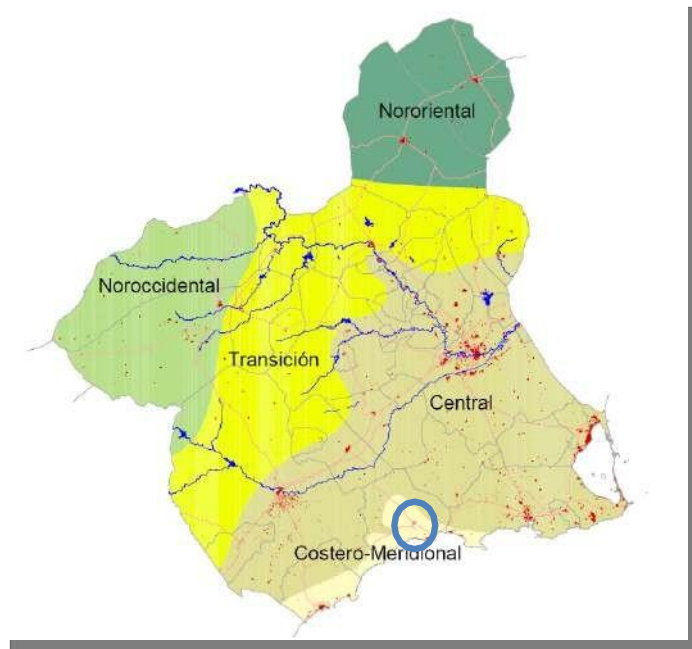 Nororiental
Noroccidental
Transición
Central
Costero-Meridional